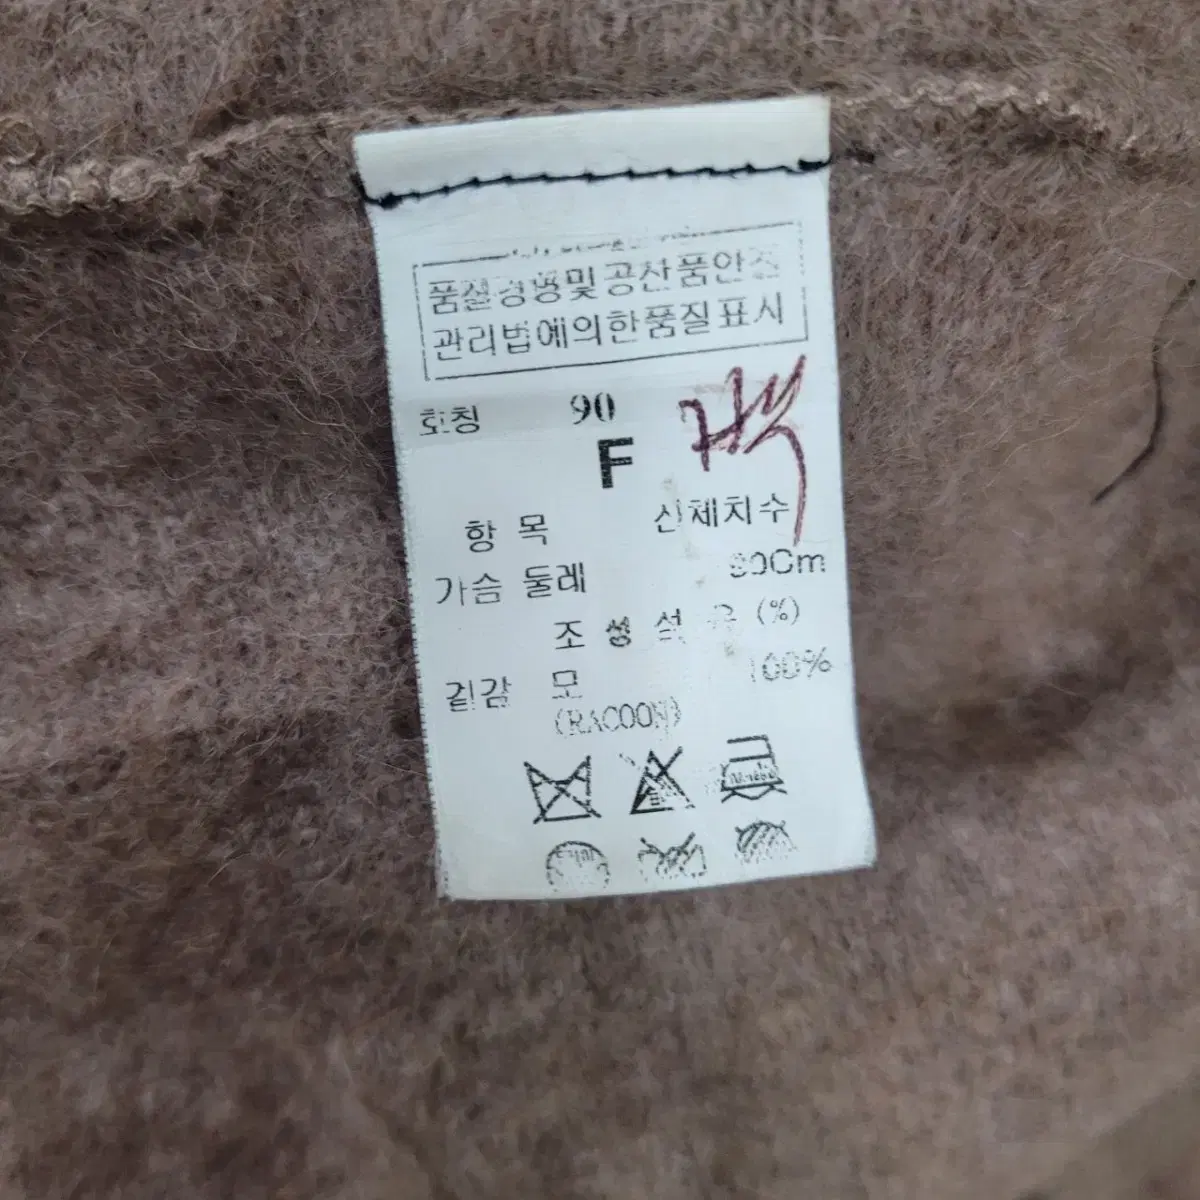 품질경영및공산품안전
관리법에의한품질표시
호칭 90
F
항 목 신체치수
가슴 둘레 90Cm
조 성 섬 유 (%)
겉감 모 100%
(RACOON)